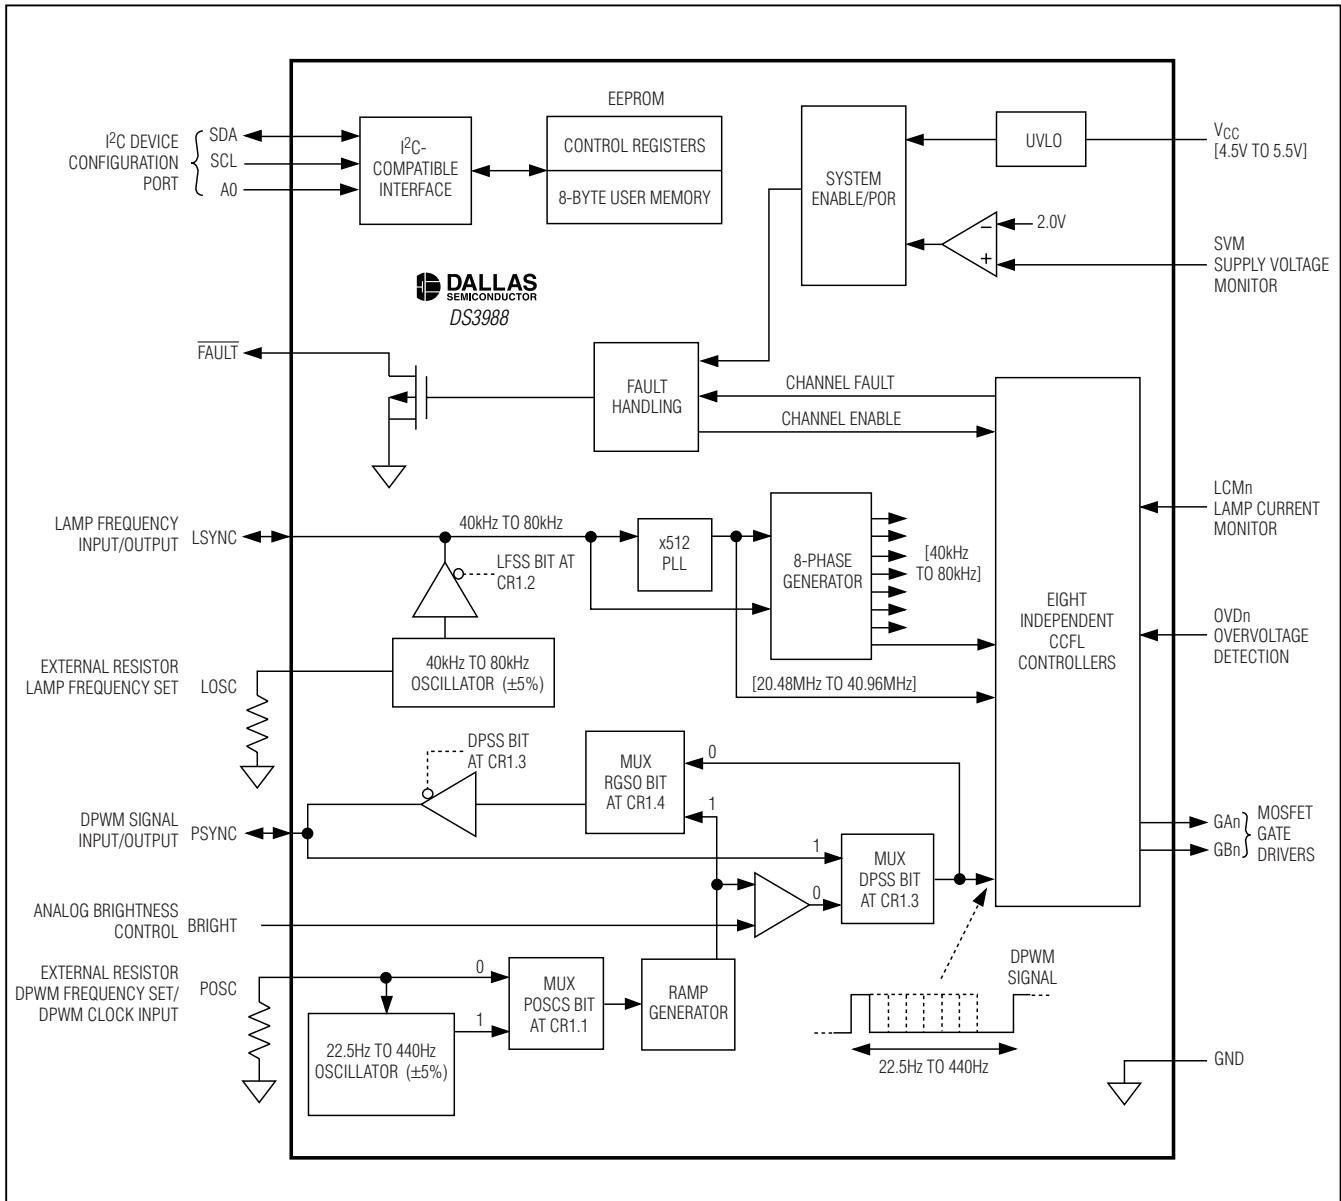 I²C DEVICE
CONFIGURATION
PORT
SDA
SCL
A0
I²C-
COMPATIBLE
INTERFACE
EEPROM
CONTROL REGISTERS
8-BYTE USER MEMORY
SYSTEM
ENABLE/POR
UVLO
VCC
[4.5V TO 5.5V]
2.0V
−
+
SVM
SUPPLY VOLTAGE
MONITOR
DALLAS
SEMICONDUCTOR
DS3988
FAULT
FAULT
HANDLING
CHANNEL FAULT
CHANNEL ENABLE
LAMP FREQUENCY
INPUT/OUTPUT
LSYNC
40kHz TO 80kHz
LFSS BIT AT
CR1.2
x512
PLL
8-PHASE
GENERATOR
[40kHz
TO 80kHz]
EIGHT
INDEPENDENT
CCFL
CONTROLLERS
LCMn
LAMP CURRENT
MONITOR
OVDn
OVERVOLTAGE
DETECTION
EXTERNAL RESISTOR
LAMP FREQUENCY SET
LOSC
40kHz TO 80kHz
OSCILLATOR (±5%)
[20.48MHz TO 40.96MHz]
DPSS BIT
AT CR1.3
MUX
RGSO BIT
AT CR1.4
0
1
DPWM SIGNAL
INPUT/OUTPUT
PSYNC
1
0
MUX
DPSS BIT
AT CR1.3
GAn
GBn
MOSFET
GATE
DRIVERS
ANALOG BRIGHTNESS
CONTROL
BRIGHT
EXTERNAL RESISTOR
DPWM FREQUENCY SET/
DPWM CLOCK INPUT
POSC
0
1
MUX
POSCS BIT
AT CR1.1
RAMP
GENERATOR
22.5Hz TO 440Hz
OSCILLATOR (±5%)
DPWM
SIGNAL
22.5Hz TO 440Hz
GND